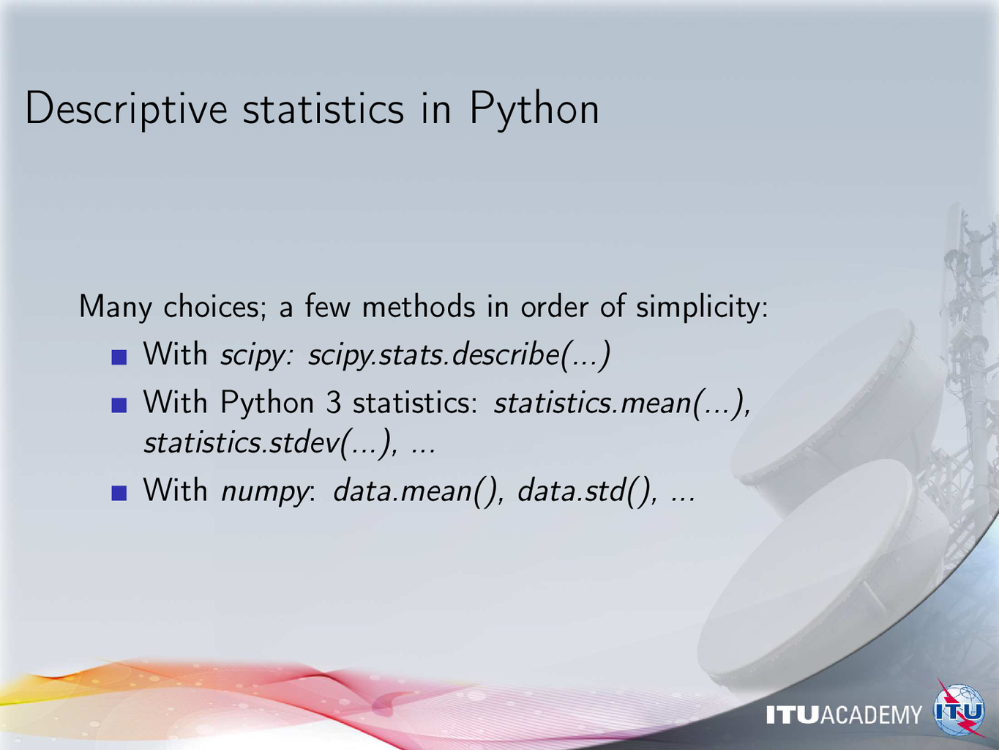 Descriptive statistics in Python
Many choices; a few methods in order of simplicity:
With scipy: scipy.stats.describe(...)
With Python 3 statistics: statistics.mean(...),
statistics.stdev(...), ...
With numpy: data.mean(), data.std(), ...
ITUACADEMY
ITU